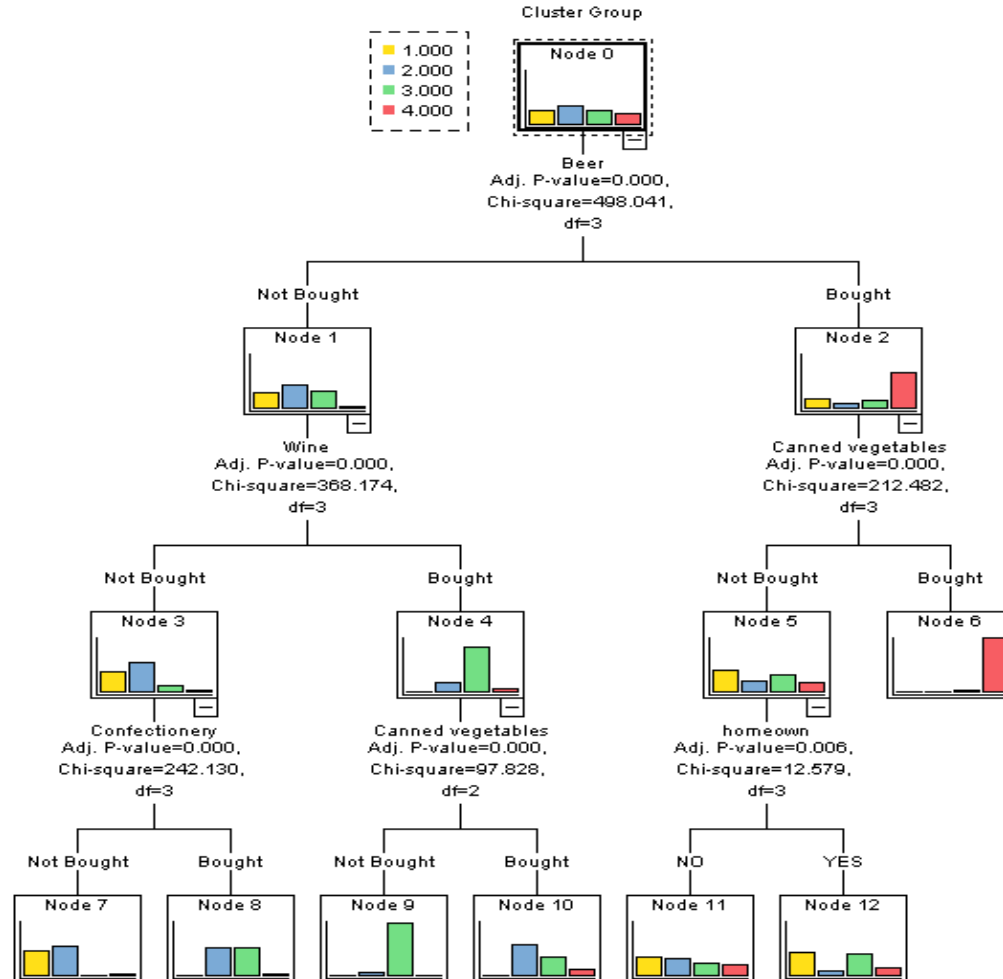 Cluster Group
1.000
2.000
3.000
4.000
Node 0
Beer
Adj. P-value=0.000,
Chi-square=498.041,
df=3
Not Bought
Bought
Node 1
Node 2
Wine
Adj. P-value=0.000,
Chi-square=368.174,
df=3
Canned vegetables
Adj. P-value=0.000,
Chi-square=212.482,
df=3
Not Bought
Bought
Not Bought
Bought
Node 3
Node 4
Node 5
Node 6
Confectionery
Adj. P-value=0.000,
Chi-square=242.130,
df=3
Canned vegetables
Adj. P-value=0.000,
Chi-square=97.828,
df=2
homeown
Adj. P-value=0.006,
Chi-square=12.579,
df=3
Not Bought
Bought
Not Bought
Bought
NO
YES
Node 7
Node 8
Node 9
Node 10
Node 11
Node 12